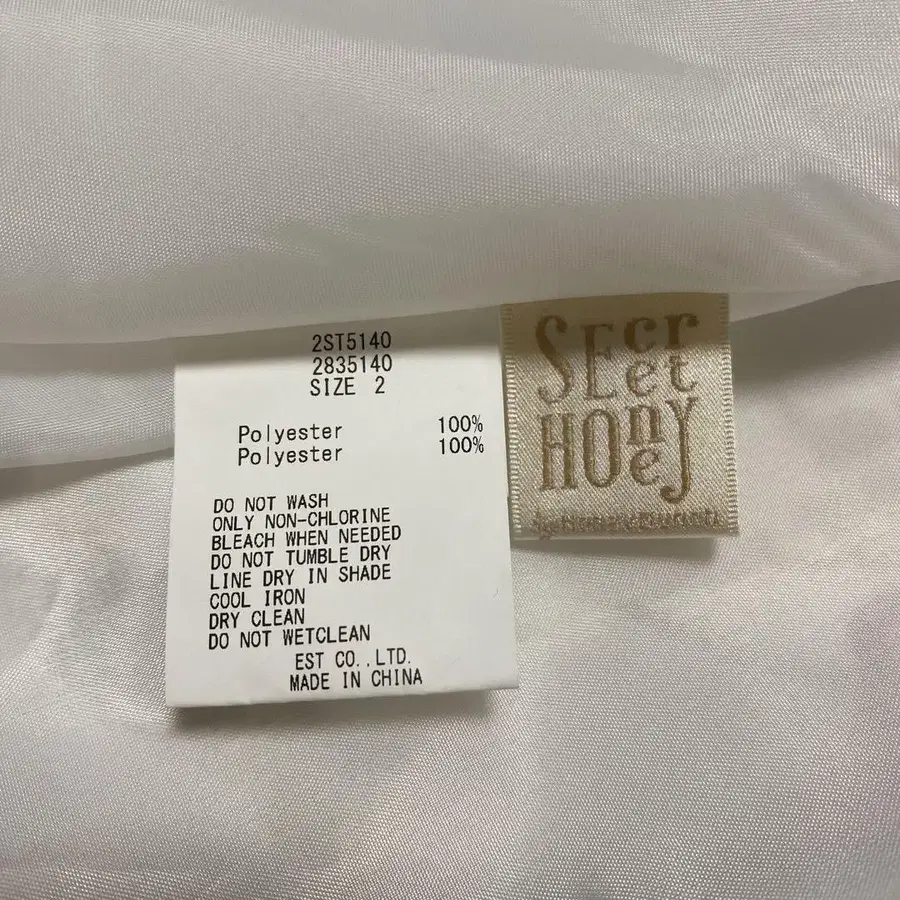 2ST5140
2835140
SIZE 2
Polyester 100%
Polyester 100%
DO NOT WASH
ONLY NON-CHLORINE
BLEACH WHEN NEEDED
DO NOT TUMBLE DRY
LINE DRY IN SHADE
COOL IRON
DRY CLEAN
DO NOT WETCLEAN
EST CO.,LTD.
MADE IN CHINA
SEcret
HOney